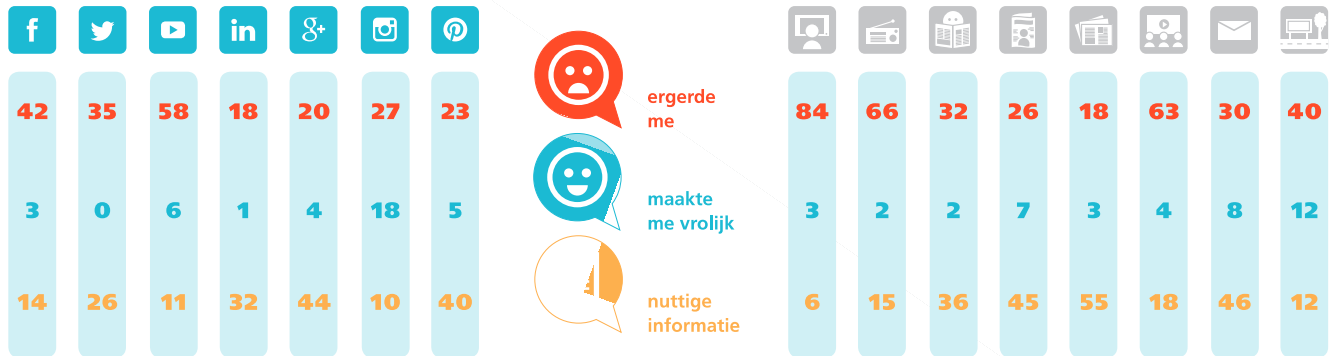 f in g+
42 35 58 18 20 27 23
ergerde
me
84 66 32 26 18 63 30 40
3 0 6 1 4 18 5
maakte
me vrolijk
3 2 2 7 3 4 8 12
14 26 11 32 44 10 40
nuttige
informatie
6 15 36 45 55 18 46 12